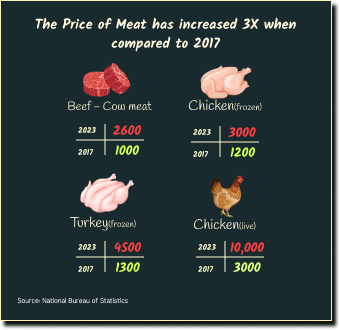 The Price of Meat has increased 3X when
compared to 2017
Beef - Cow meat
2023 2600
2017 1000
Chicken(frozen)
2023 3000
2017 1200
Turkey(frozen)
2023 4500
2017 1300
Chicken(live)
2023 10,000
2017 3000
Source: National Bureau of Statistics